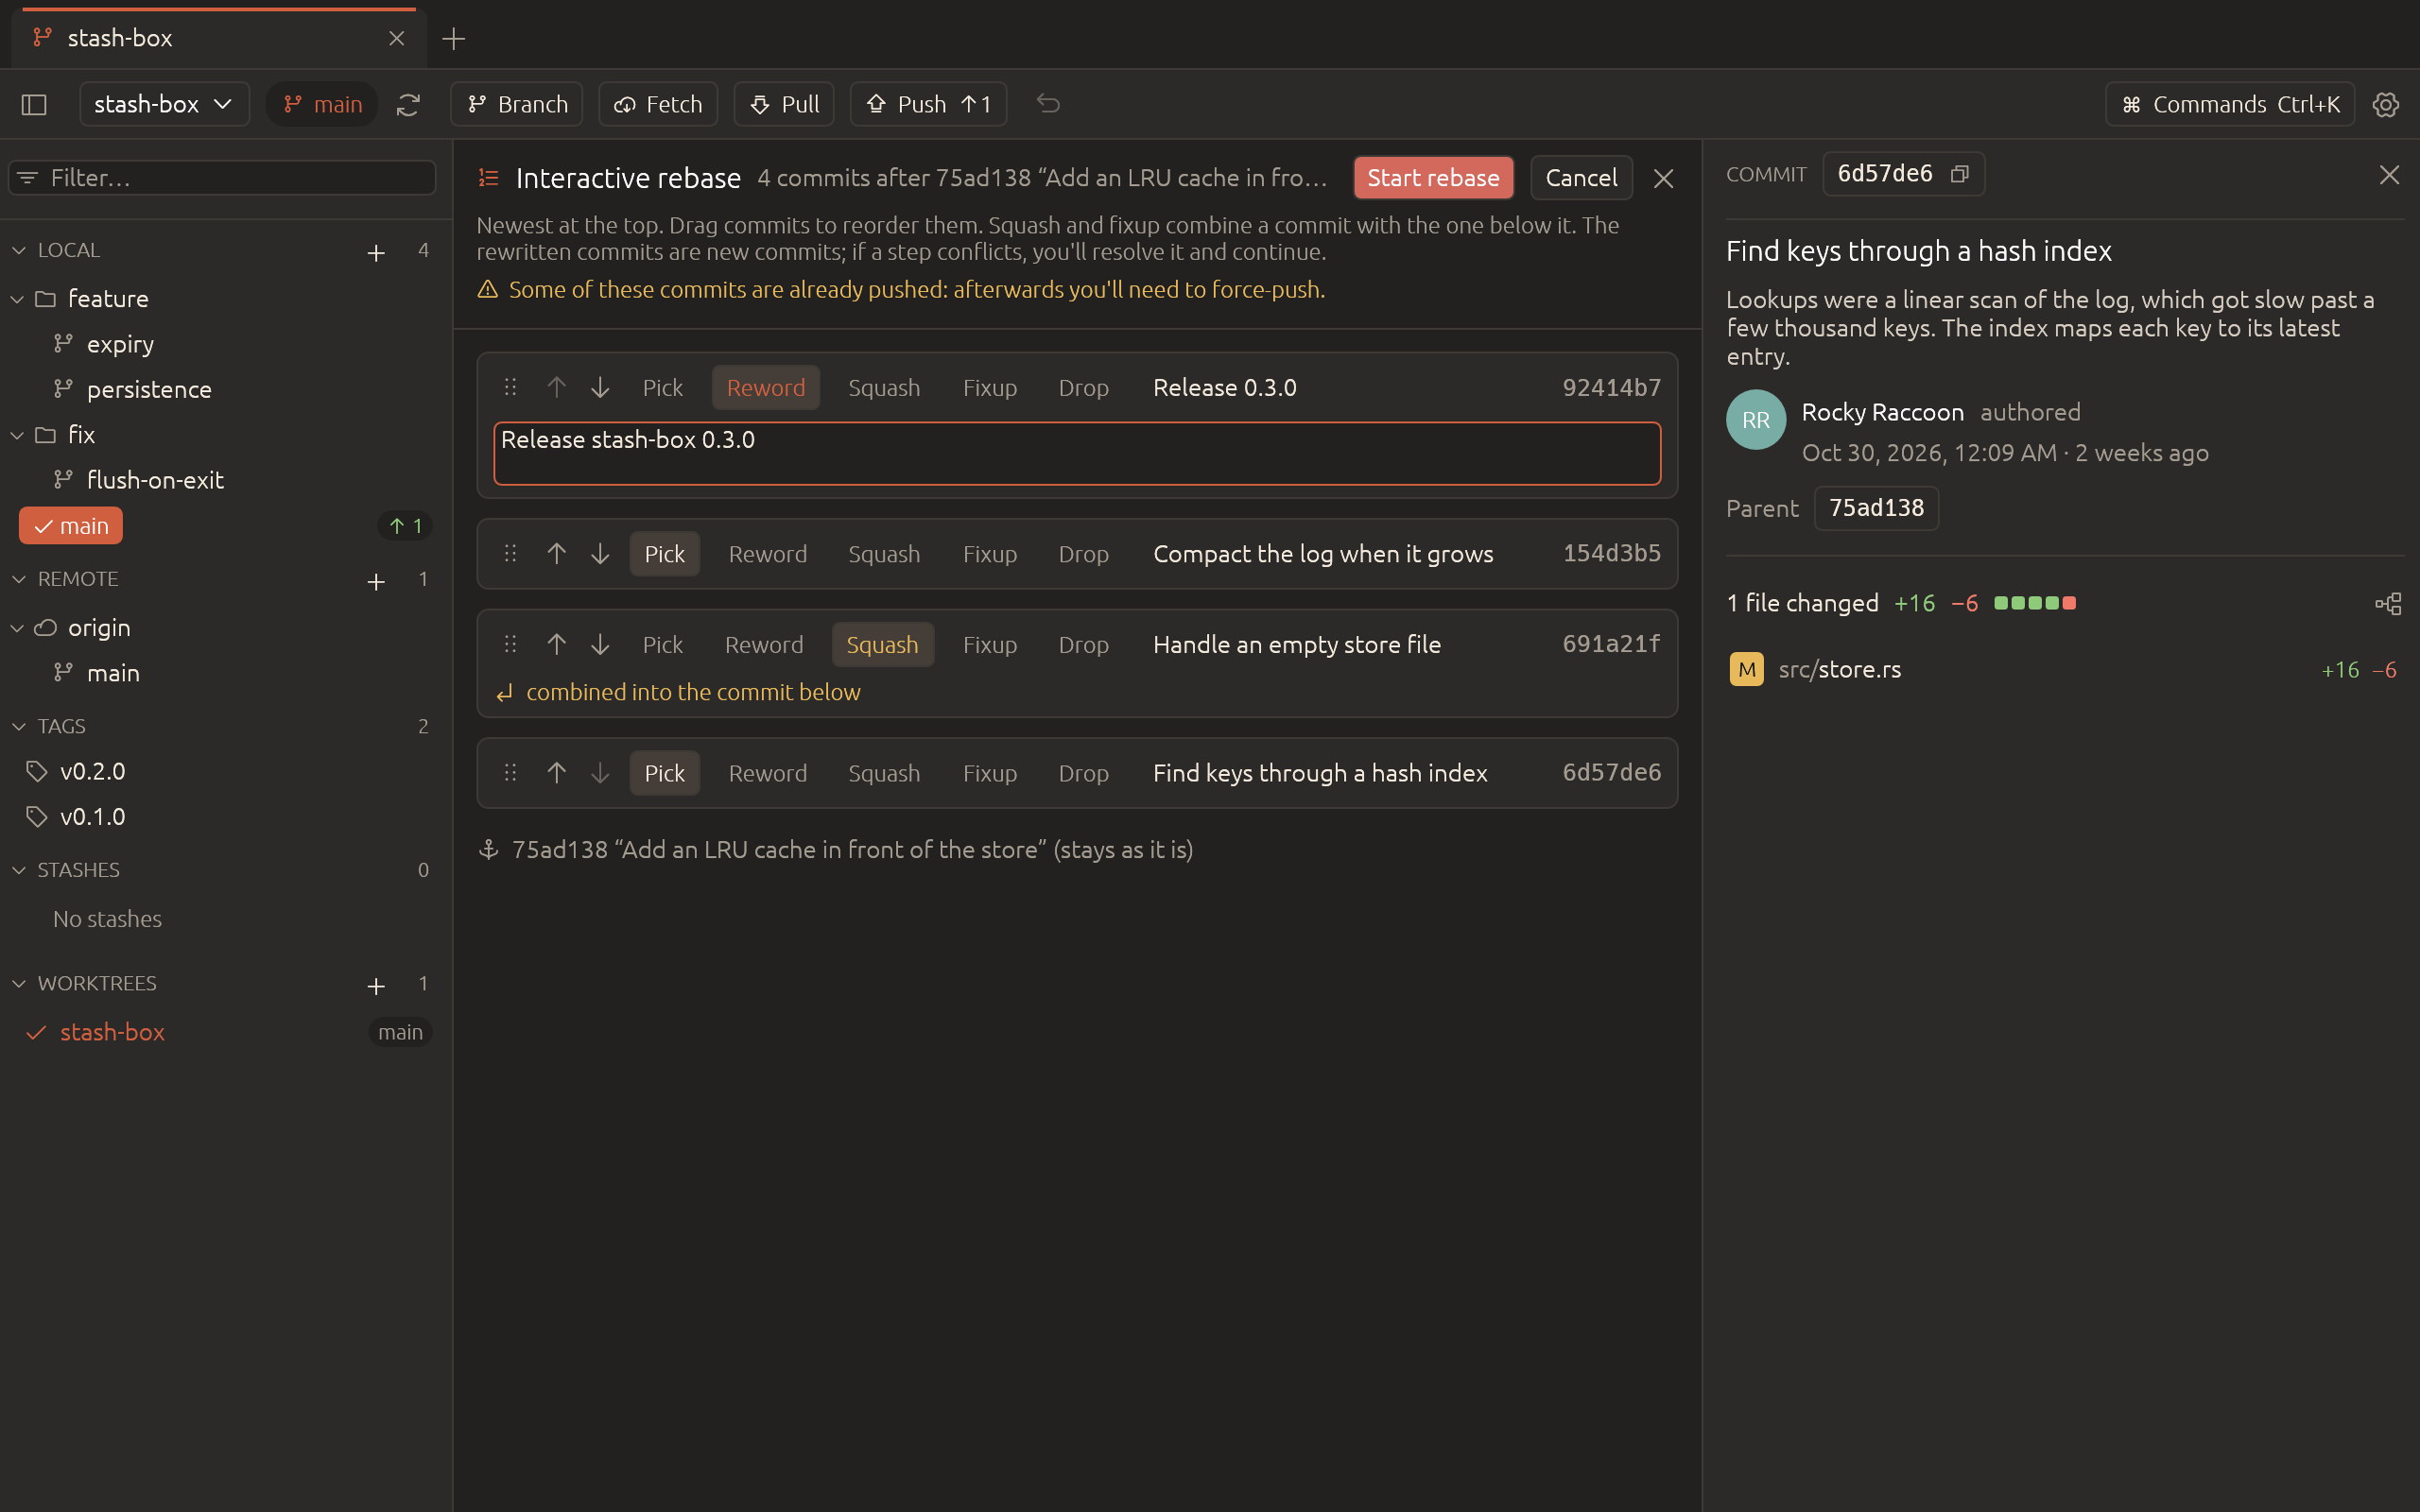 stash-box
stash-box main Branch Fetch Pull Push ↑1 Commands Ctrl+K
Filter…
LOCAL 4
feature
expiry
persistence
fix
flush-on-exit
main ↑ 1
REMOTE 1
origin
main
TAGS 2
v0.2.0
v0.1.0
STASHES 0
No stashes
WORKTREES 1
stash-box main
Interactive rebase 4 commits after 75ad138 “Add an LRU cache in fro… Start rebase Cancel
Newest at the top. Drag commits to reorder them. Squash and fixup combine a commit with the one below it. The
rewritten commits are new commits; if a step conflicts, you'll resolve it and continue.
Some of these commits are already pushed: afterwards you'll need to force-push.
Pick Reword Squash Fixup Drop Release 0.3.0 92414b7
Release stash-box 0.3.0
Pick Reword Squash Fixup Drop Compact the log when it grows 154d3b5
Pick Reword Squash Fixup Drop Handle an empty store file 691a21f
combined into the commit below
Pick Reword Squash Fixup Drop Find keys through a hash index 6d57de6
75ad138 “Add an LRU cache in front of the store” (stays as it is)
COMMIT 6d57de6
Find keys through a hash index
Lookups were a linear scan of the log, which got slow past a
few thousand keys. The index maps each key to its latest
entry.
RR Rocky Raccoon authored
Oct 30, 2026, 12:09 AM · 2 weeks ago
Parent 75ad138
1 file changed +16 −6
M src/store.rs +16 −6